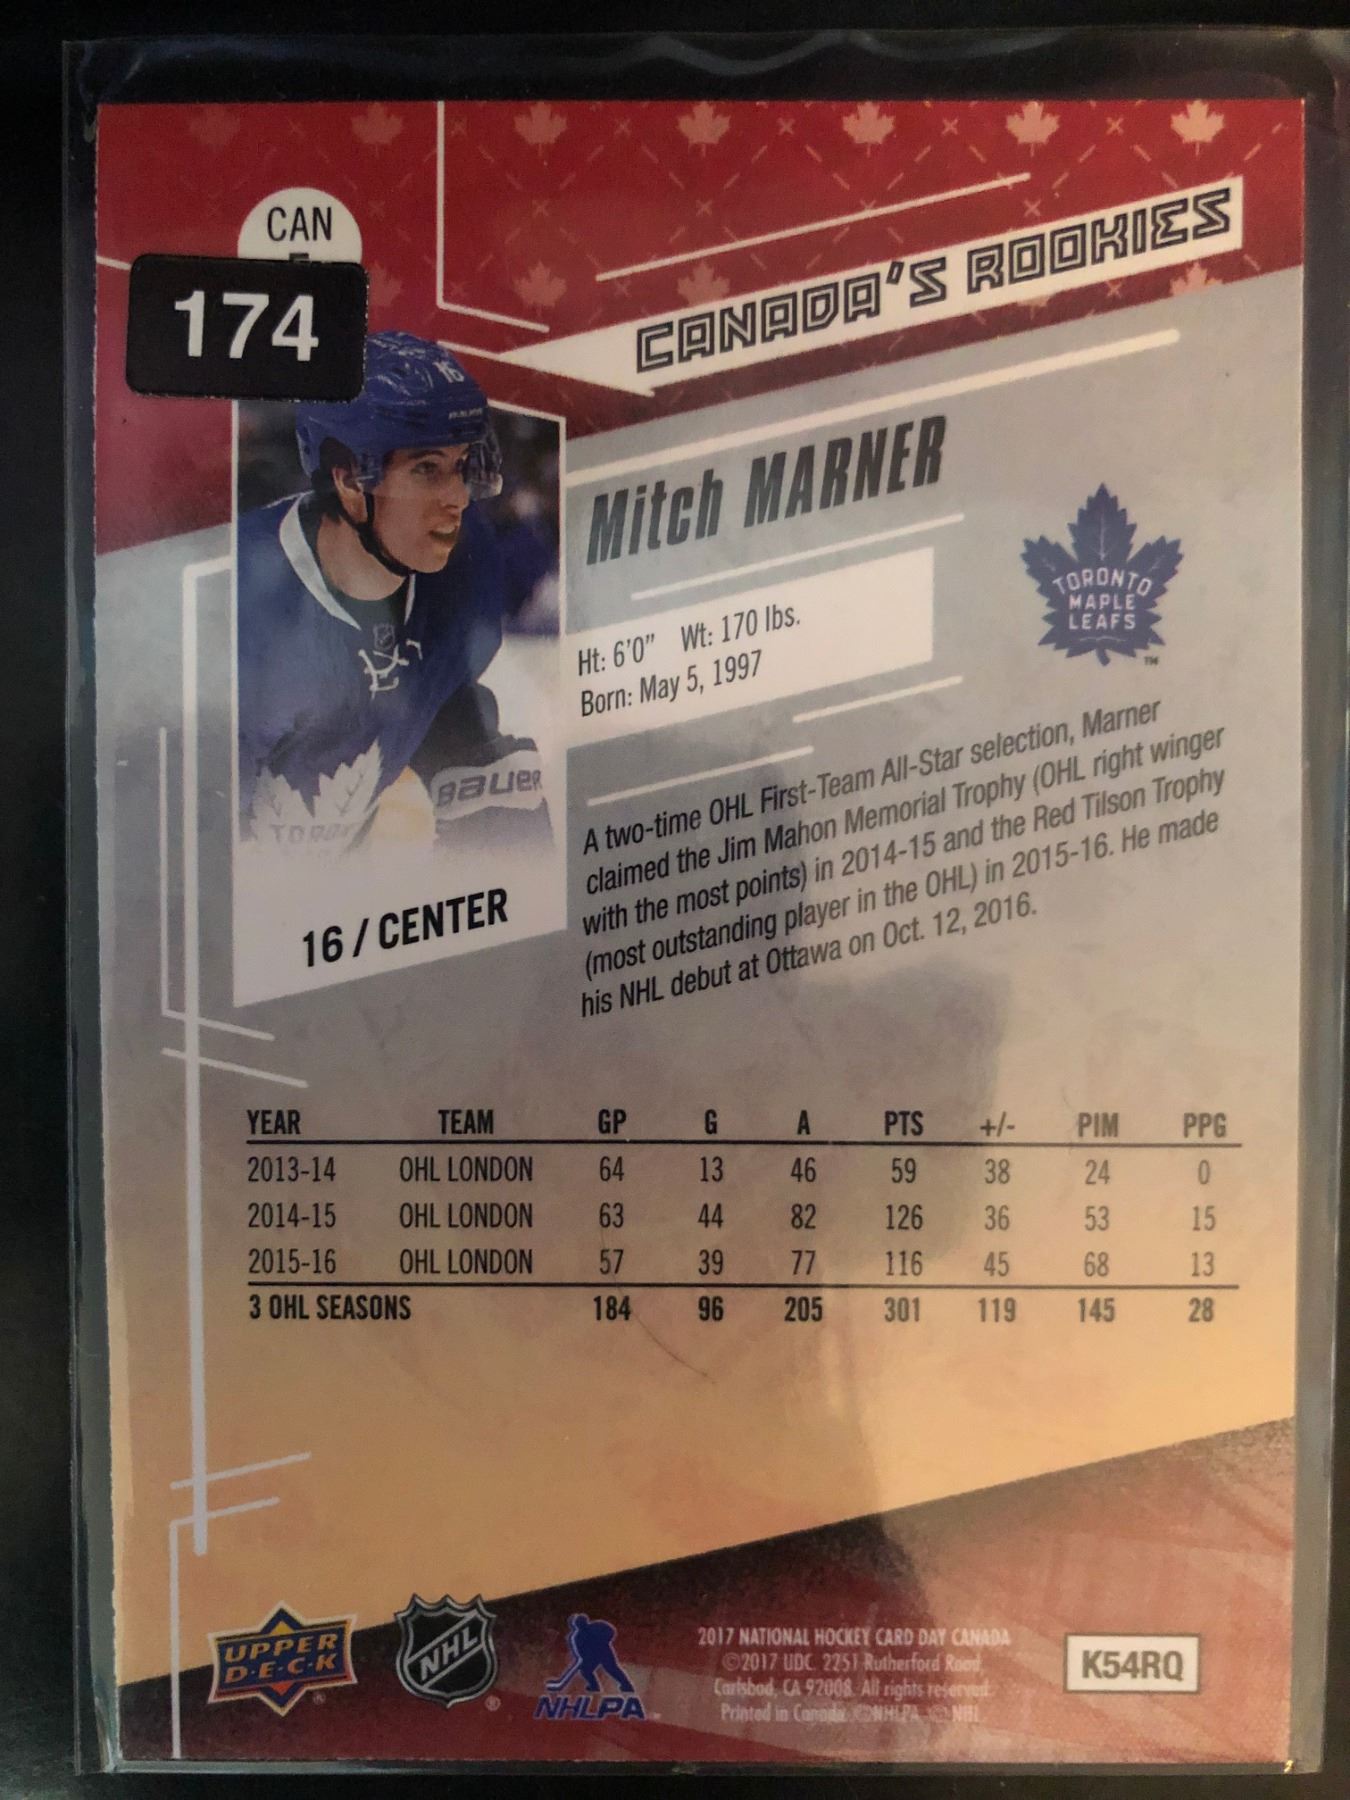 CAN
174
CANADA'S ROOKIES
16
Mitch MARNER
TORONTO
MAPLE
LEAFS
TM
Ht: 6'0" Wt: 170 lbs.
Born: May 5, 1997
BAUER
16 / CENTER
A two-time OHL First-Team All-Star selection, Marner
claimed the Jim Mahon Memorial Trophy (OHL right winger
with the most points) in 2014-15 and the Red Tilson Trophy
(most outstanding player in the OHL) in 2015-16. He made
his NHL debut at Ottawa on Oct. 12, 2016.
YEAR TEAM GP G A PTS +/- PIM PPG
2013-14 OHL LONDON 64 13 46 59 38 24 0
2014-15 OHL LONDON 63 44 82 126 36 53 15
2015-16 OHL LONDON 57 39 77 116 45 68 13
3 OHL SEASONS 184 96 205 301 119 145 28
UPPER
D·E·C·K
®
NHL
®
NHLPA
2017 NATIONAL HOCKEY CARD DAY CANADA
©2017 UDC. 2251 Rutherford Road
Carlsbad, CA 92008. All rights reserved.
Printed in Canada. ©NHLPA ©NHL
K54RQ